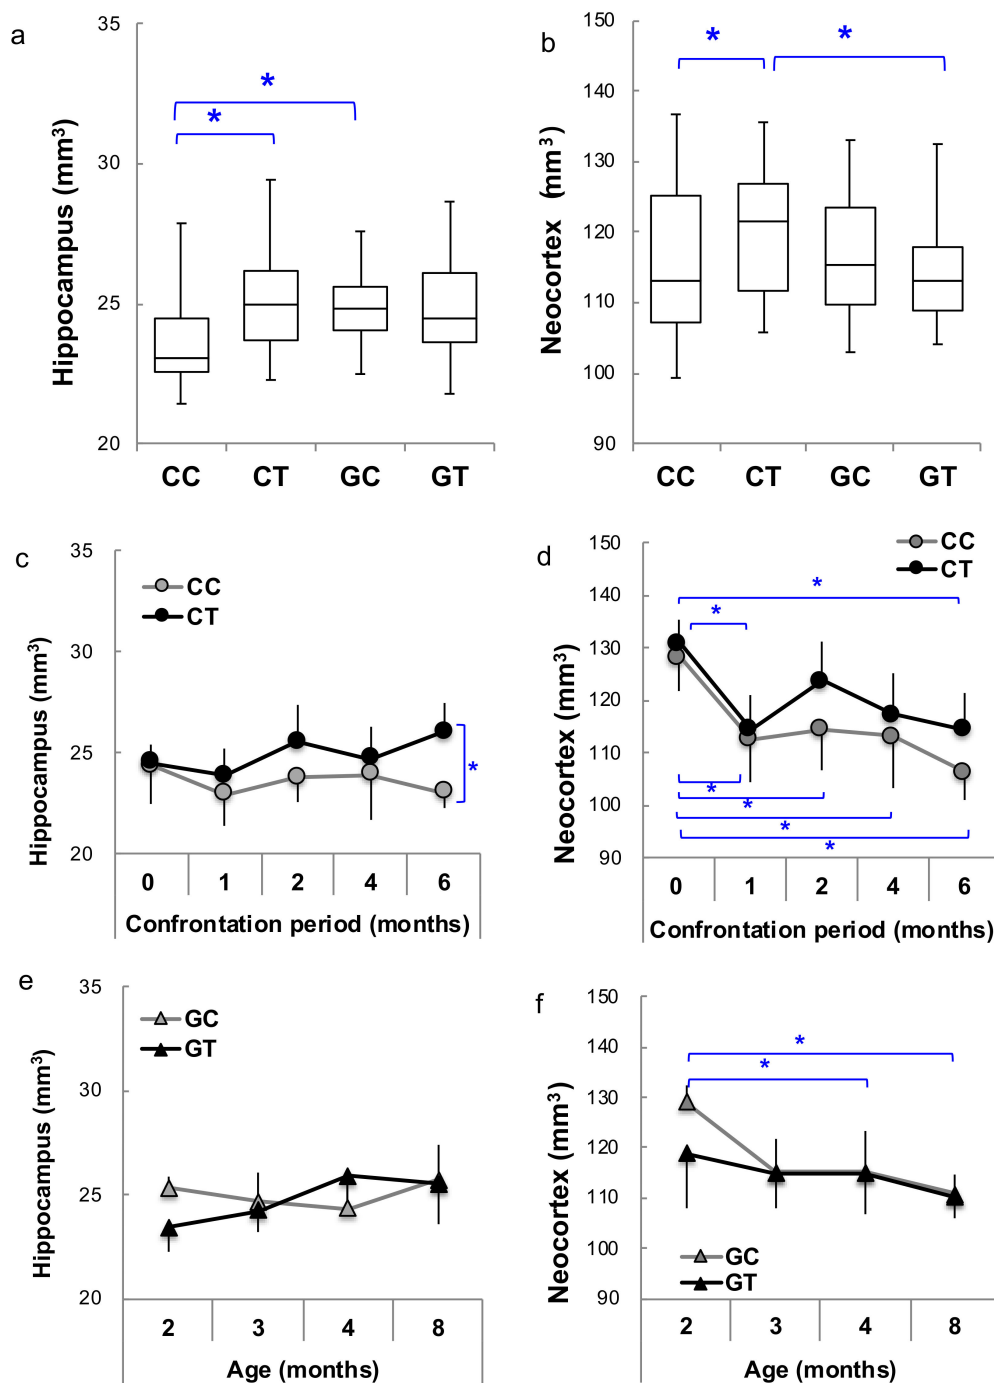 a
Hippocampus (mm³)
35
30
25
20
*
*
CC CT GC GT
b
Neocortex (mm³)
150
140
130
120
110
100
90
* *
CC CT GC GT
c
Hippocampus (mm³)
35
30
25
20
CC
CT
*
0 1 2 4 6
Confrontation period (months)
d
Neocortex (mm³)
150
140
130
120
110
100
90
CC
CT
*
*
*
*
*
*
0 1 2 4 6
Confrontation period (months)
e
Hippocampus (mm³)
35
30
25
20
GC
GT
2 3 4 8
Age (months)
f
Neocortex (mm³)
150
140
130
120
110
100
90
*
*
GC
GT
2 3 4 8
Age (months)